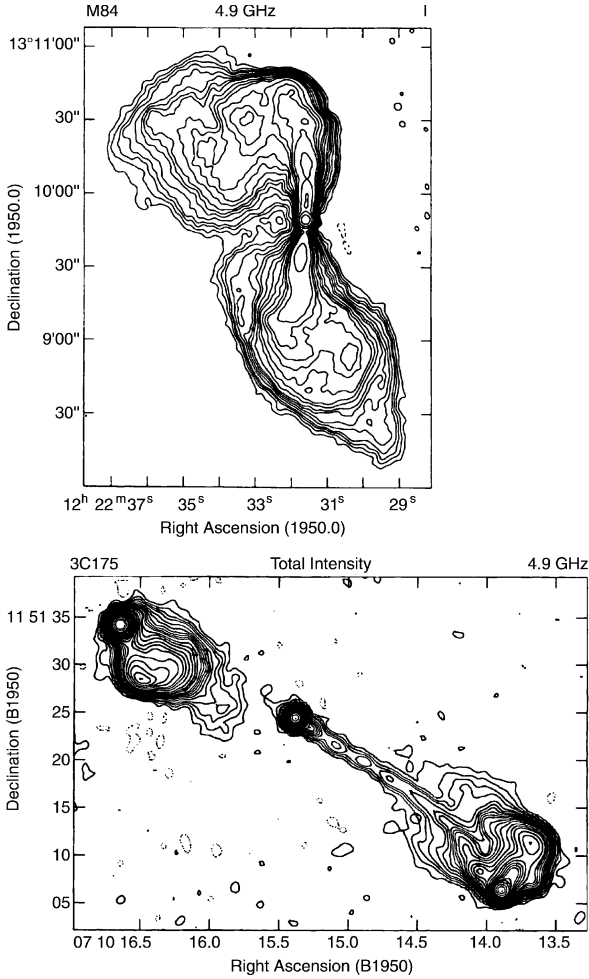 M84 4.9 GHz I
13°11'00"
30"
10'00"
30"
9'00"
30"
Declination (1950.0)
12ʰ 22ᵐ37ˢ 35ˢ 33ˢ 31ˢ 29ˢ
Right Ascension (1950.0)
3C175 Total Intensity 4.9 GHz
11 51 35
30
25
20
15
10
05
Declination (B1950)
07 10 16.5 16.0 15.5 15.0 14.5 14.0 13.5
Right Ascension (B1950)